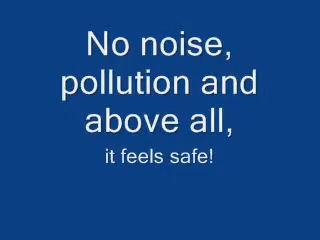 No noise,
pollution and
above all,
it feels safe!